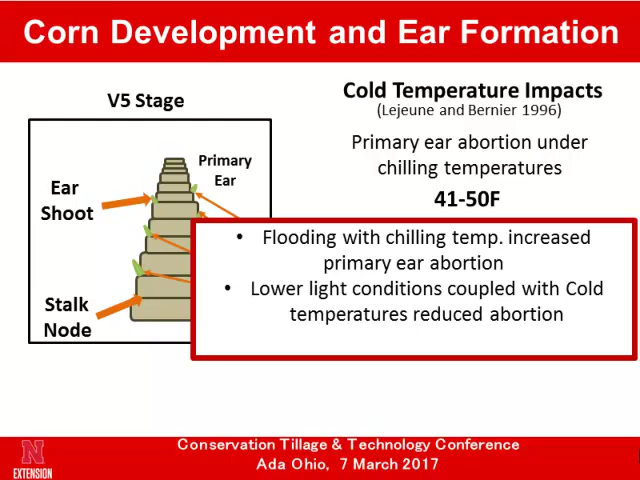 Corn Development and Ear Formation
V5 Stage
Primary
Ear
Ear
Shoot
Stalk
Node
Cold Temperature Impacts
(Lejeune and Bernier 1996)
Primary ear abortion under
chilling temperatures
41-50F
• Flooding with chilling temp. increased
primary ear abortion
• Lower light conditions coupled with Cold
temperatures reduced abortion
N
EXTENSION
Conservation Tillage & Technology Conference
Ada Ohio, 7 March 2017